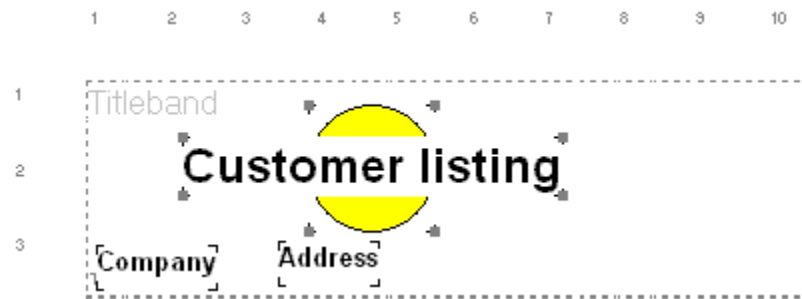 1 2 3 4 5 6 7 8 9 10
1
Titleband
2
Customer listing
3
Company Address